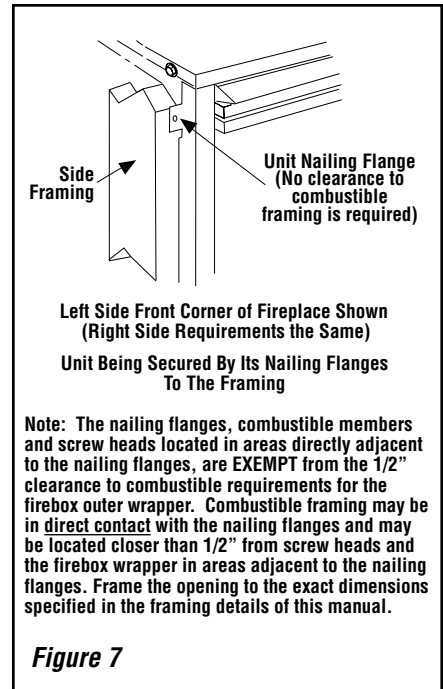 Side
Framing
Unit Nailing Flange
(No clearance to
combustible
framing is required)
Left Side Front Corner of Fireplace Shown
(Right Side Requirements the Same)
Unit Being Secured By Its Nailing Flanges
To The Framing
Note: The nailing flanges, combustible members
and screw heads located in areas directly adjacent
to the nailing flanges, are EXEMPT from the 1/2”
clearance to combustible requirements for the
firebox outer wrapper. Combustible framing may be
in direct contact with the nailing flanges and may
be located closer than 1/2” from screw heads and
the firebox wrapper in areas adjacent to the nailing
flanges. Frame the opening to the exact dimensions
specified in the framing details of this manual.
Figure 7